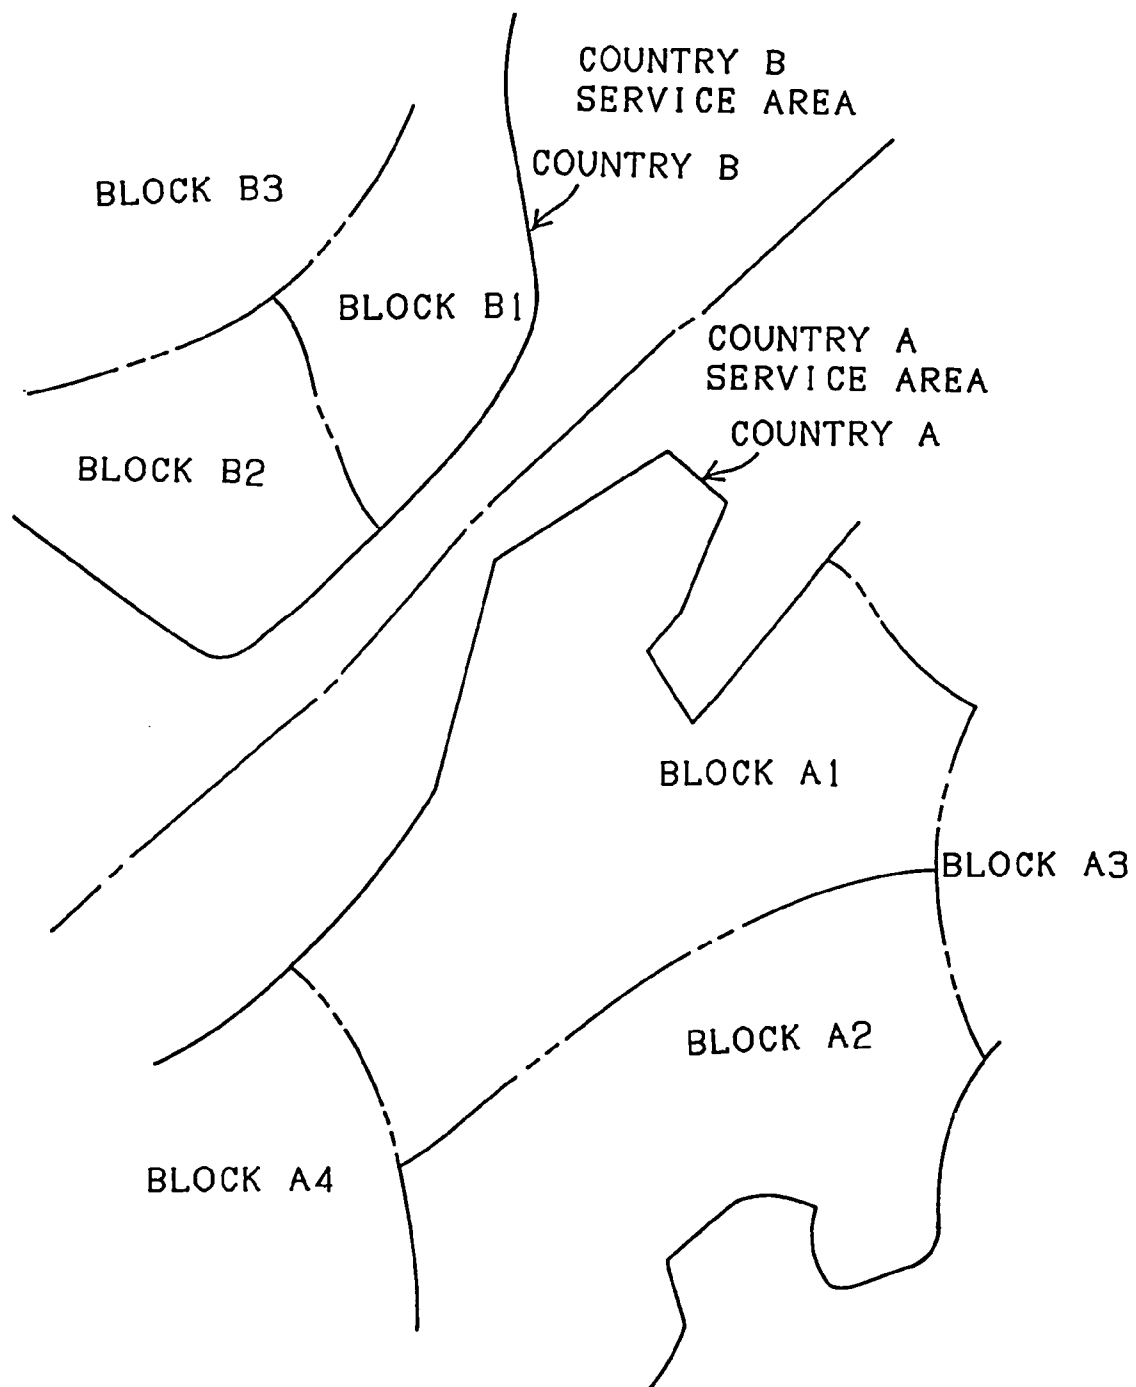 COUNTRY B
SERVICE AREA
COUNTRY B
BLOCK B3
BLOCK B1
COUNTRY A
SERVICE AREA
COUNTRY A
BLOCK B2
BLOCK A1
BLOCK A3
BLOCK A2
BLOCK A4